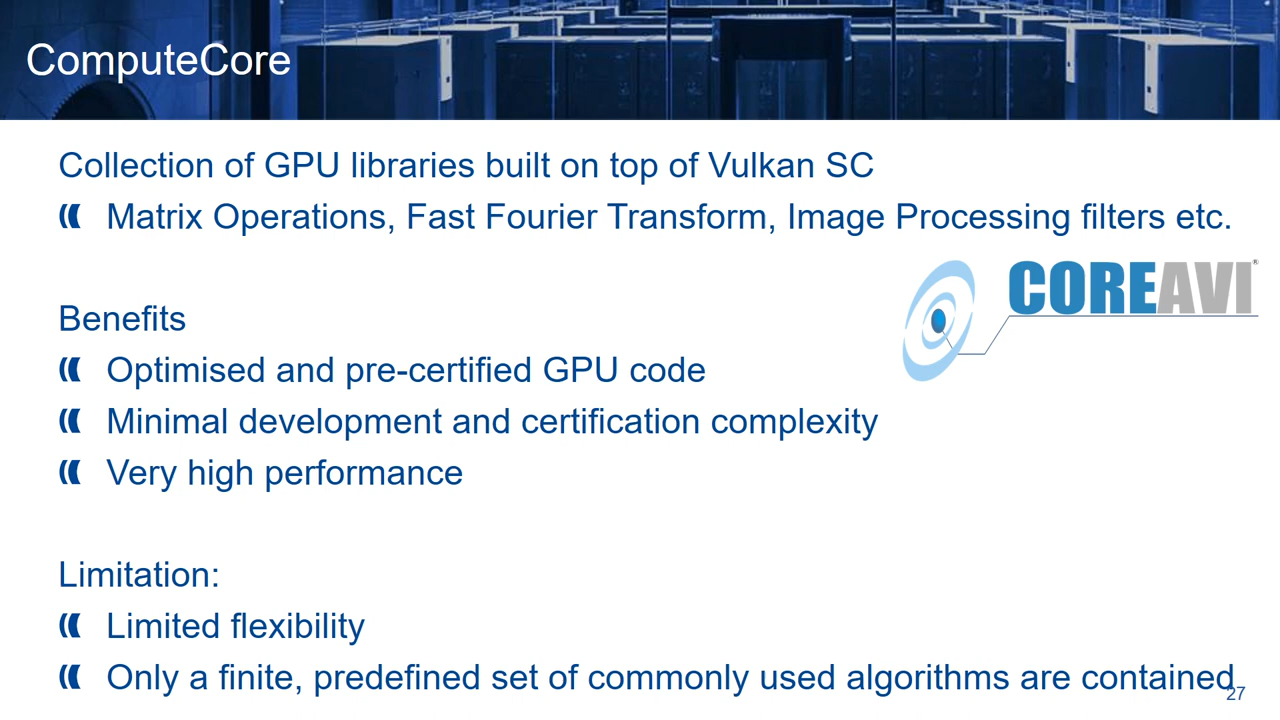 ComputeCore
Collection of GPU libraries built on top of Vulkan SC
Matrix Operations, Fast Fourier Transform, Image Processing filters etc.
COREAVI®
Benefits
Optimised and pre-certified GPU code
Minimal development and certification complexity
Very high performance
Limitation:
Limited flexibility
Only a finite, predefined set of commonly used algorithms are contained
27